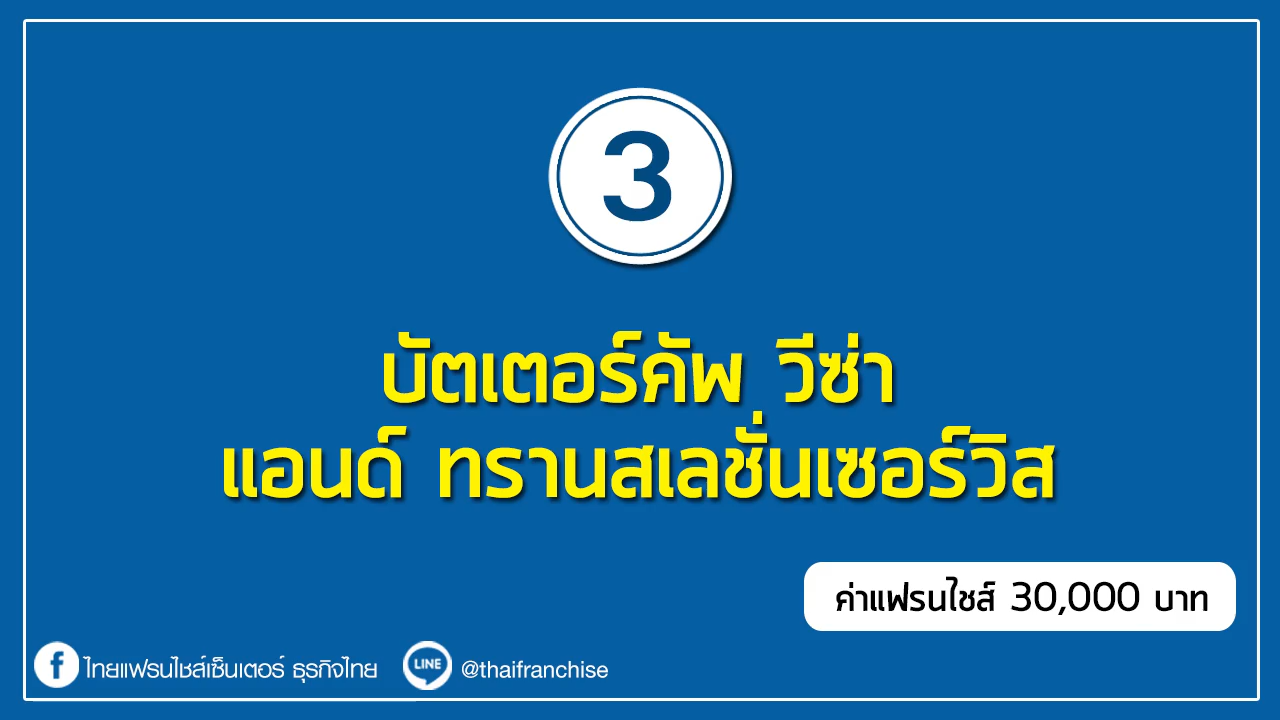 3
บัตเตอร์คัพ วีซ่า
แอนด์ ทรานสเลชั่นเซอร์วิส
ค่าแฟรนไชส์ 30,000 บาท
f ไทยแฟรนไชส์เซ็นเตอร์ ธุรกิจไทย LINE @thaifranchise